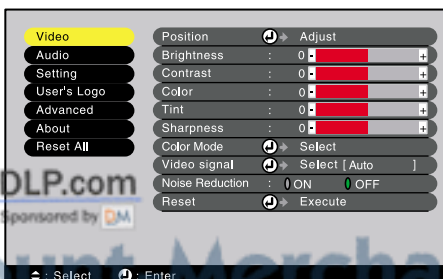 Video
Audio
Setting
User's Logo
Advanced
About
Reset All
Position Adjust
Brightness : 0 - +
Contrast : 0 - +
Color : 0 - +
Tint : 0 - +
Sharpness : 0 - +
Color Mode Select
Video signal Select [ Auto ]
Noise Reduction : ON OFF
Reset Execute
DLP.com
Sponsored by
: Select : Enter